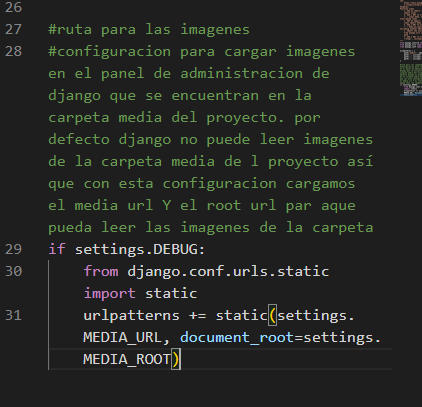 26
27 #ruta para las imagenes
28 #configuracion para cargar imagenes
en el panel de administracion de
django que se encuentran en la
carpeta media del proyecto. por
defecto django no puede leer imagenes
de la carpeta media de l proyecto así
que con esta configuracion cargamos
el media url Y el root url par aque
pueda leer las imagenes de la carpeta
29 if settings.DEBUG:
30 from django.conf.urls.static
import static
31 urlpatterns += static(settings.
MEDIA_URL, document_root=settings.
MEDIA_ROOT)